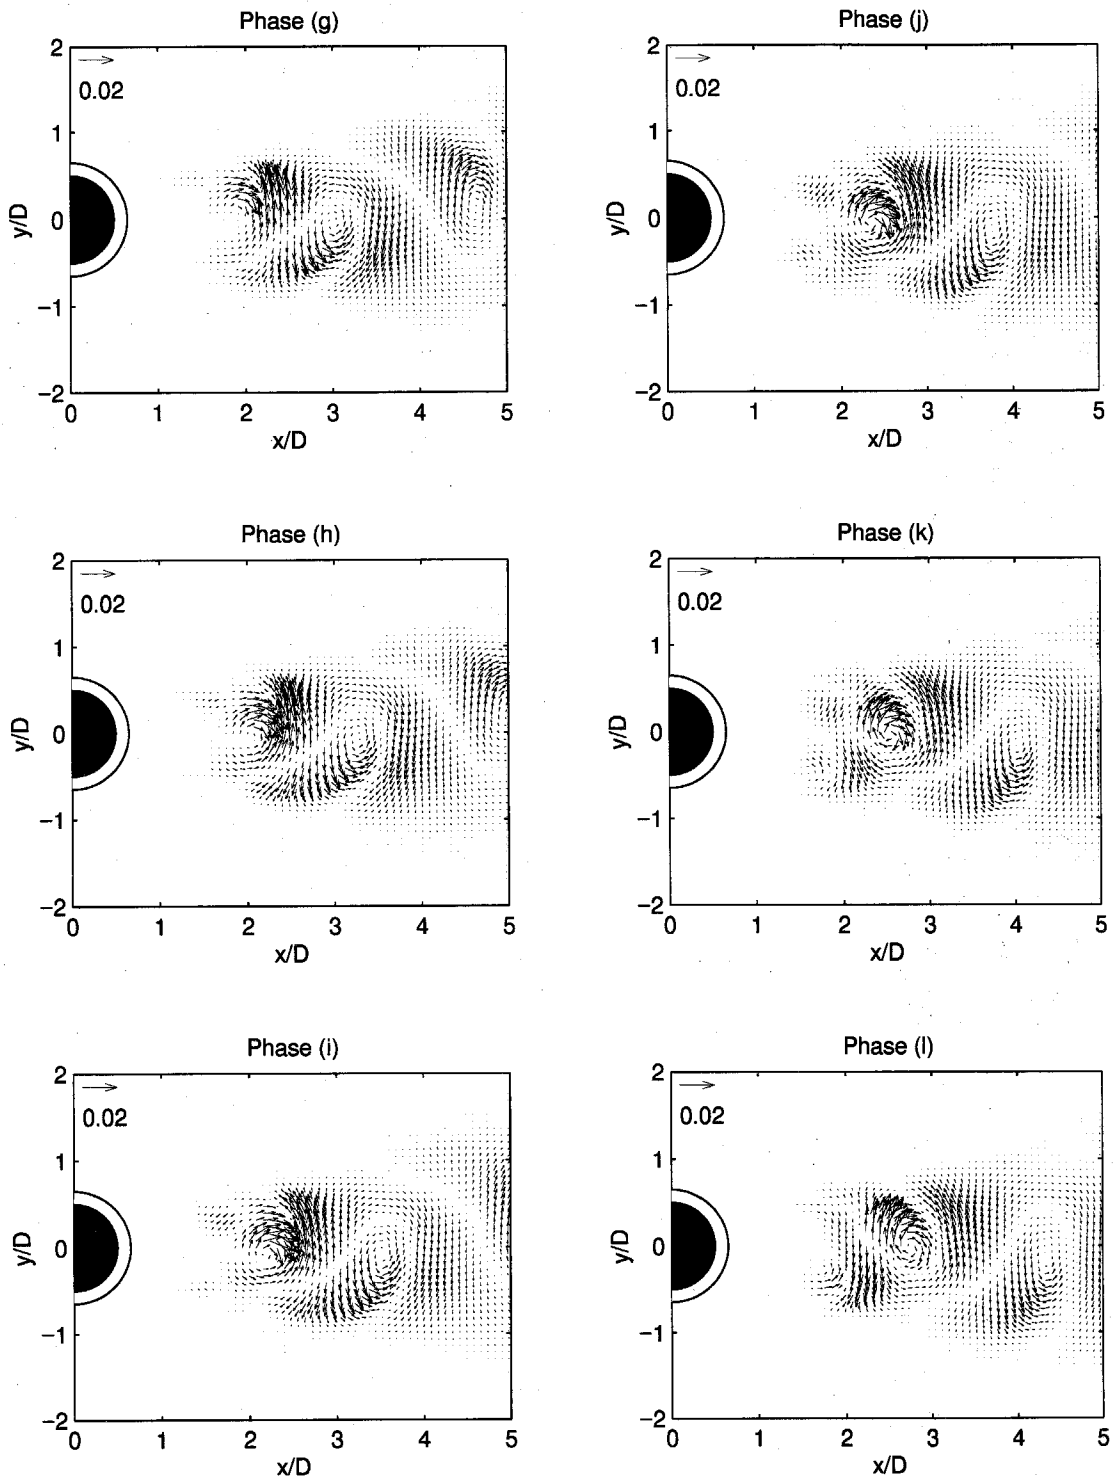 Phase (g)
2
0.02
1
y/D
0
−1
−2
0 1 2 3 4 5
x/D
Phase (j)
2
0.02
1
y/D
0
−1
−2
0 1 2 3 4 5
x/D
Phase (h)
2
0.02
1
y/D
0
−1
−2
0 1 2 3 4 5
x/D
Phase (k)
2
0.02
1
y/D
0
−1
−2
0 1 2 3 4 5
x/D
Phase (i)
2
0.02
1
y/D
0
−1
−2
0 1 2 3 4 5
x/D
Phase (l)
2
0.02
1
y/D
0
−1
−2
0 1 2 3 4 5
x/D